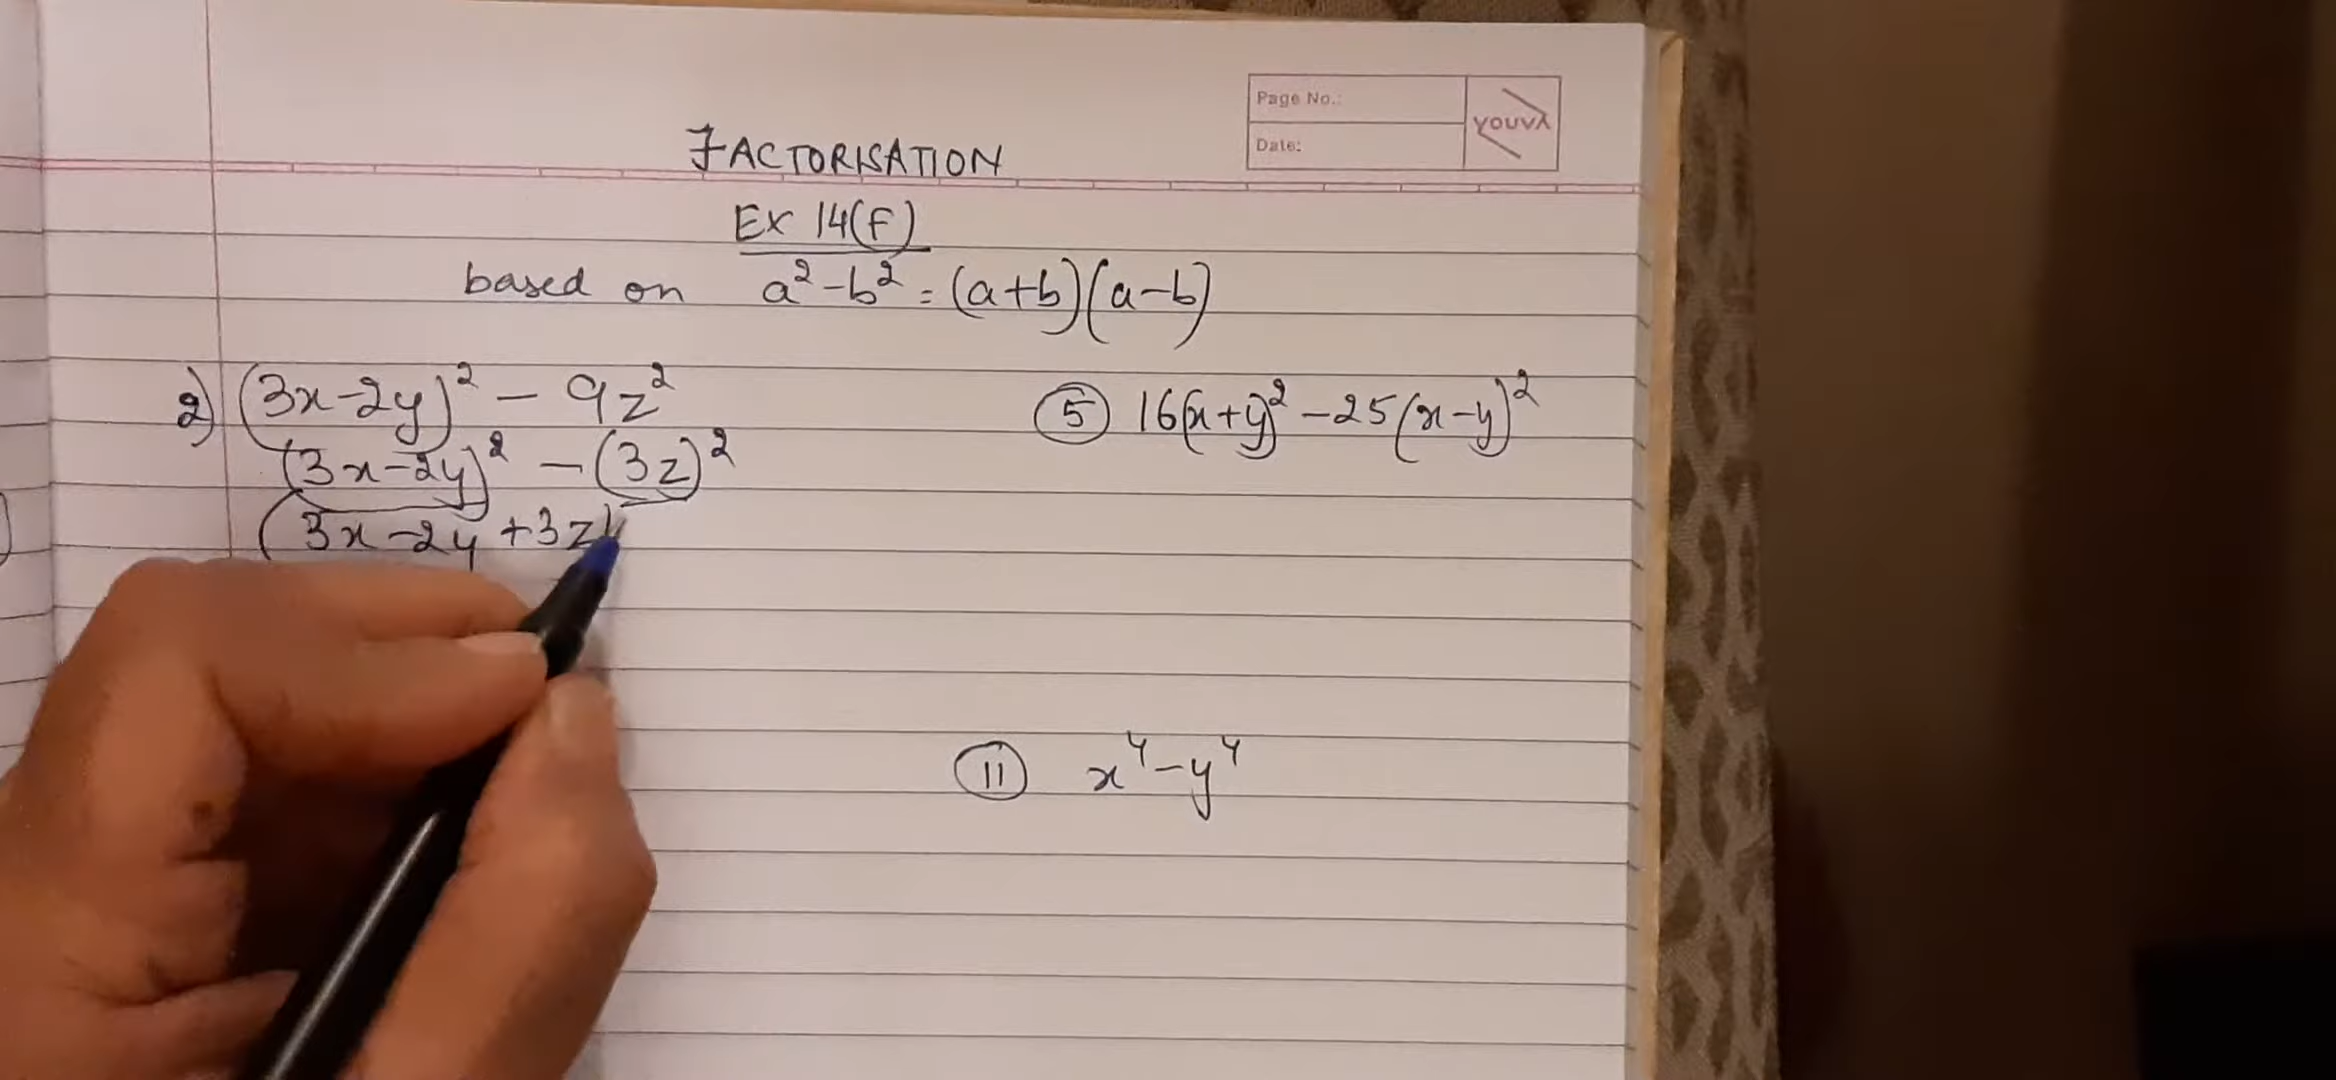 Page No.:
Date:
youva
FACTORISATION
Ex 14(F)
based on a² - b² = (a+b)(a-b)
2) (3x-2y)² - 9z²
(3x-2y)² - (3z)²
(3x-2y+3z)
5 16(x+y)² - 25(x-y)²
11 x⁴ - y⁴